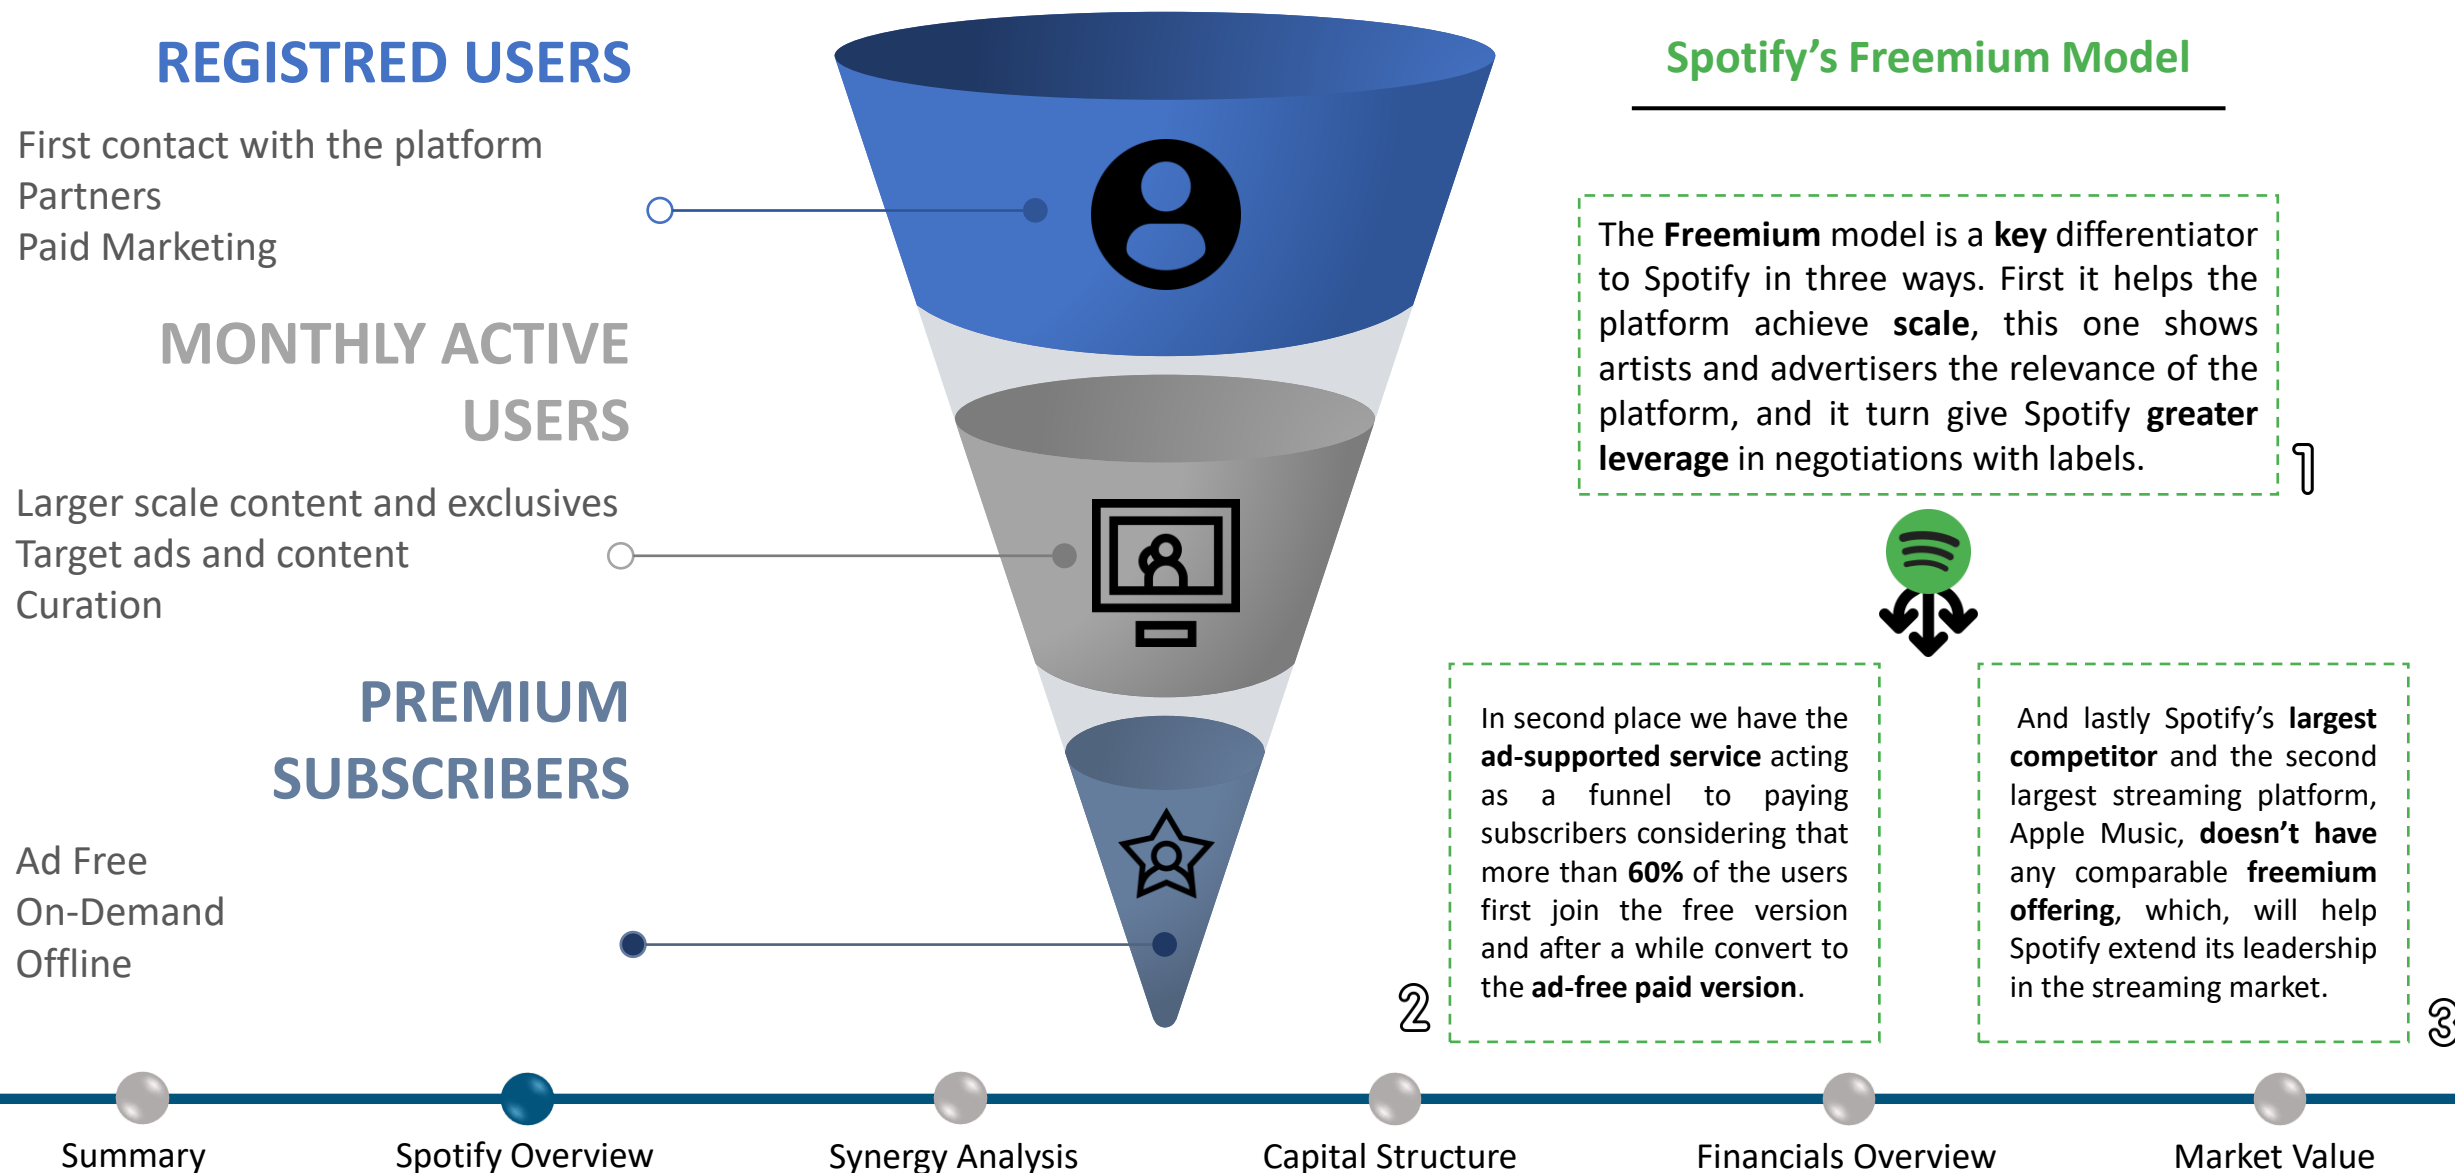 REGISTRED USERS
First contact with the platform
Partners
Paid Marketing
MONTHLY ACTIVE
USERS
Larger scale content and exclusives
Target ads and content
Curation
PREMIUM
SUBSCRIBERS
Ad Free
On-Demand
Offline
Spotify’s Freemium Model
The Freemium model is a key differentiator
to Spotify in three ways. First it helps the
platform achieve scale, this one shows
artists and advertisers the relevance of the
platform, and it turn give Spotify greater
leverage in negotiations with labels.
1
In second place we have the
ad-supported service acting
as a funnel to paying
subscribers considering that
more than 60% of the users
first join the free version
and after a while convert to
the ad-free paid version.
2
And lastly Spotify’s largest
competitor and the second
largest streaming platform,
Apple Music, doesn’t have
any comparable freemium
offering, which, will help
Spotify extend its leadership
in the streaming market.
3
Summary
Spotify Overview
Synergy Analysis
Capital Structure
Financials Overview
Market Value